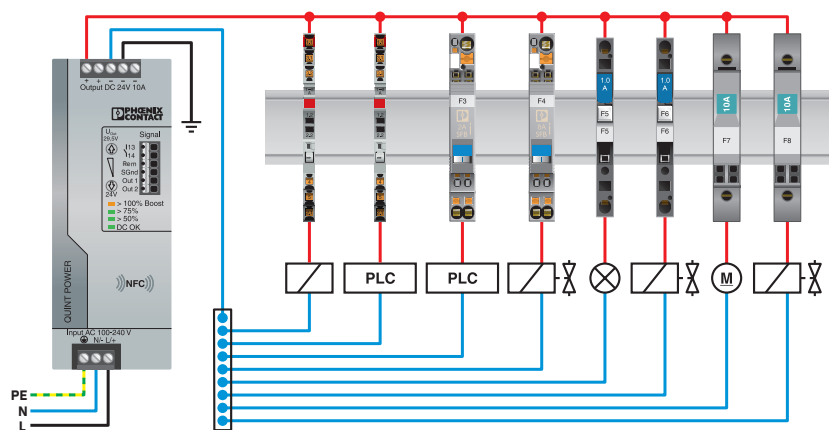 + + − − −
Output DC 24V 10A
PHOENIX
CONTACT
UOut
29,5V
Signal
13
14
Rem
SGnd
Out 1
Out 2
24V
> 100% Boost
> 75%
> 50%
DC OK
QUINT POWER
NFC
Input AC 100-240 V
N/- L/+
PE
N
L
F3
F4
1.0
A
F5
F5
1.0
A
F6
F6
10A
F7
10A
F8
PLC
PLC
M